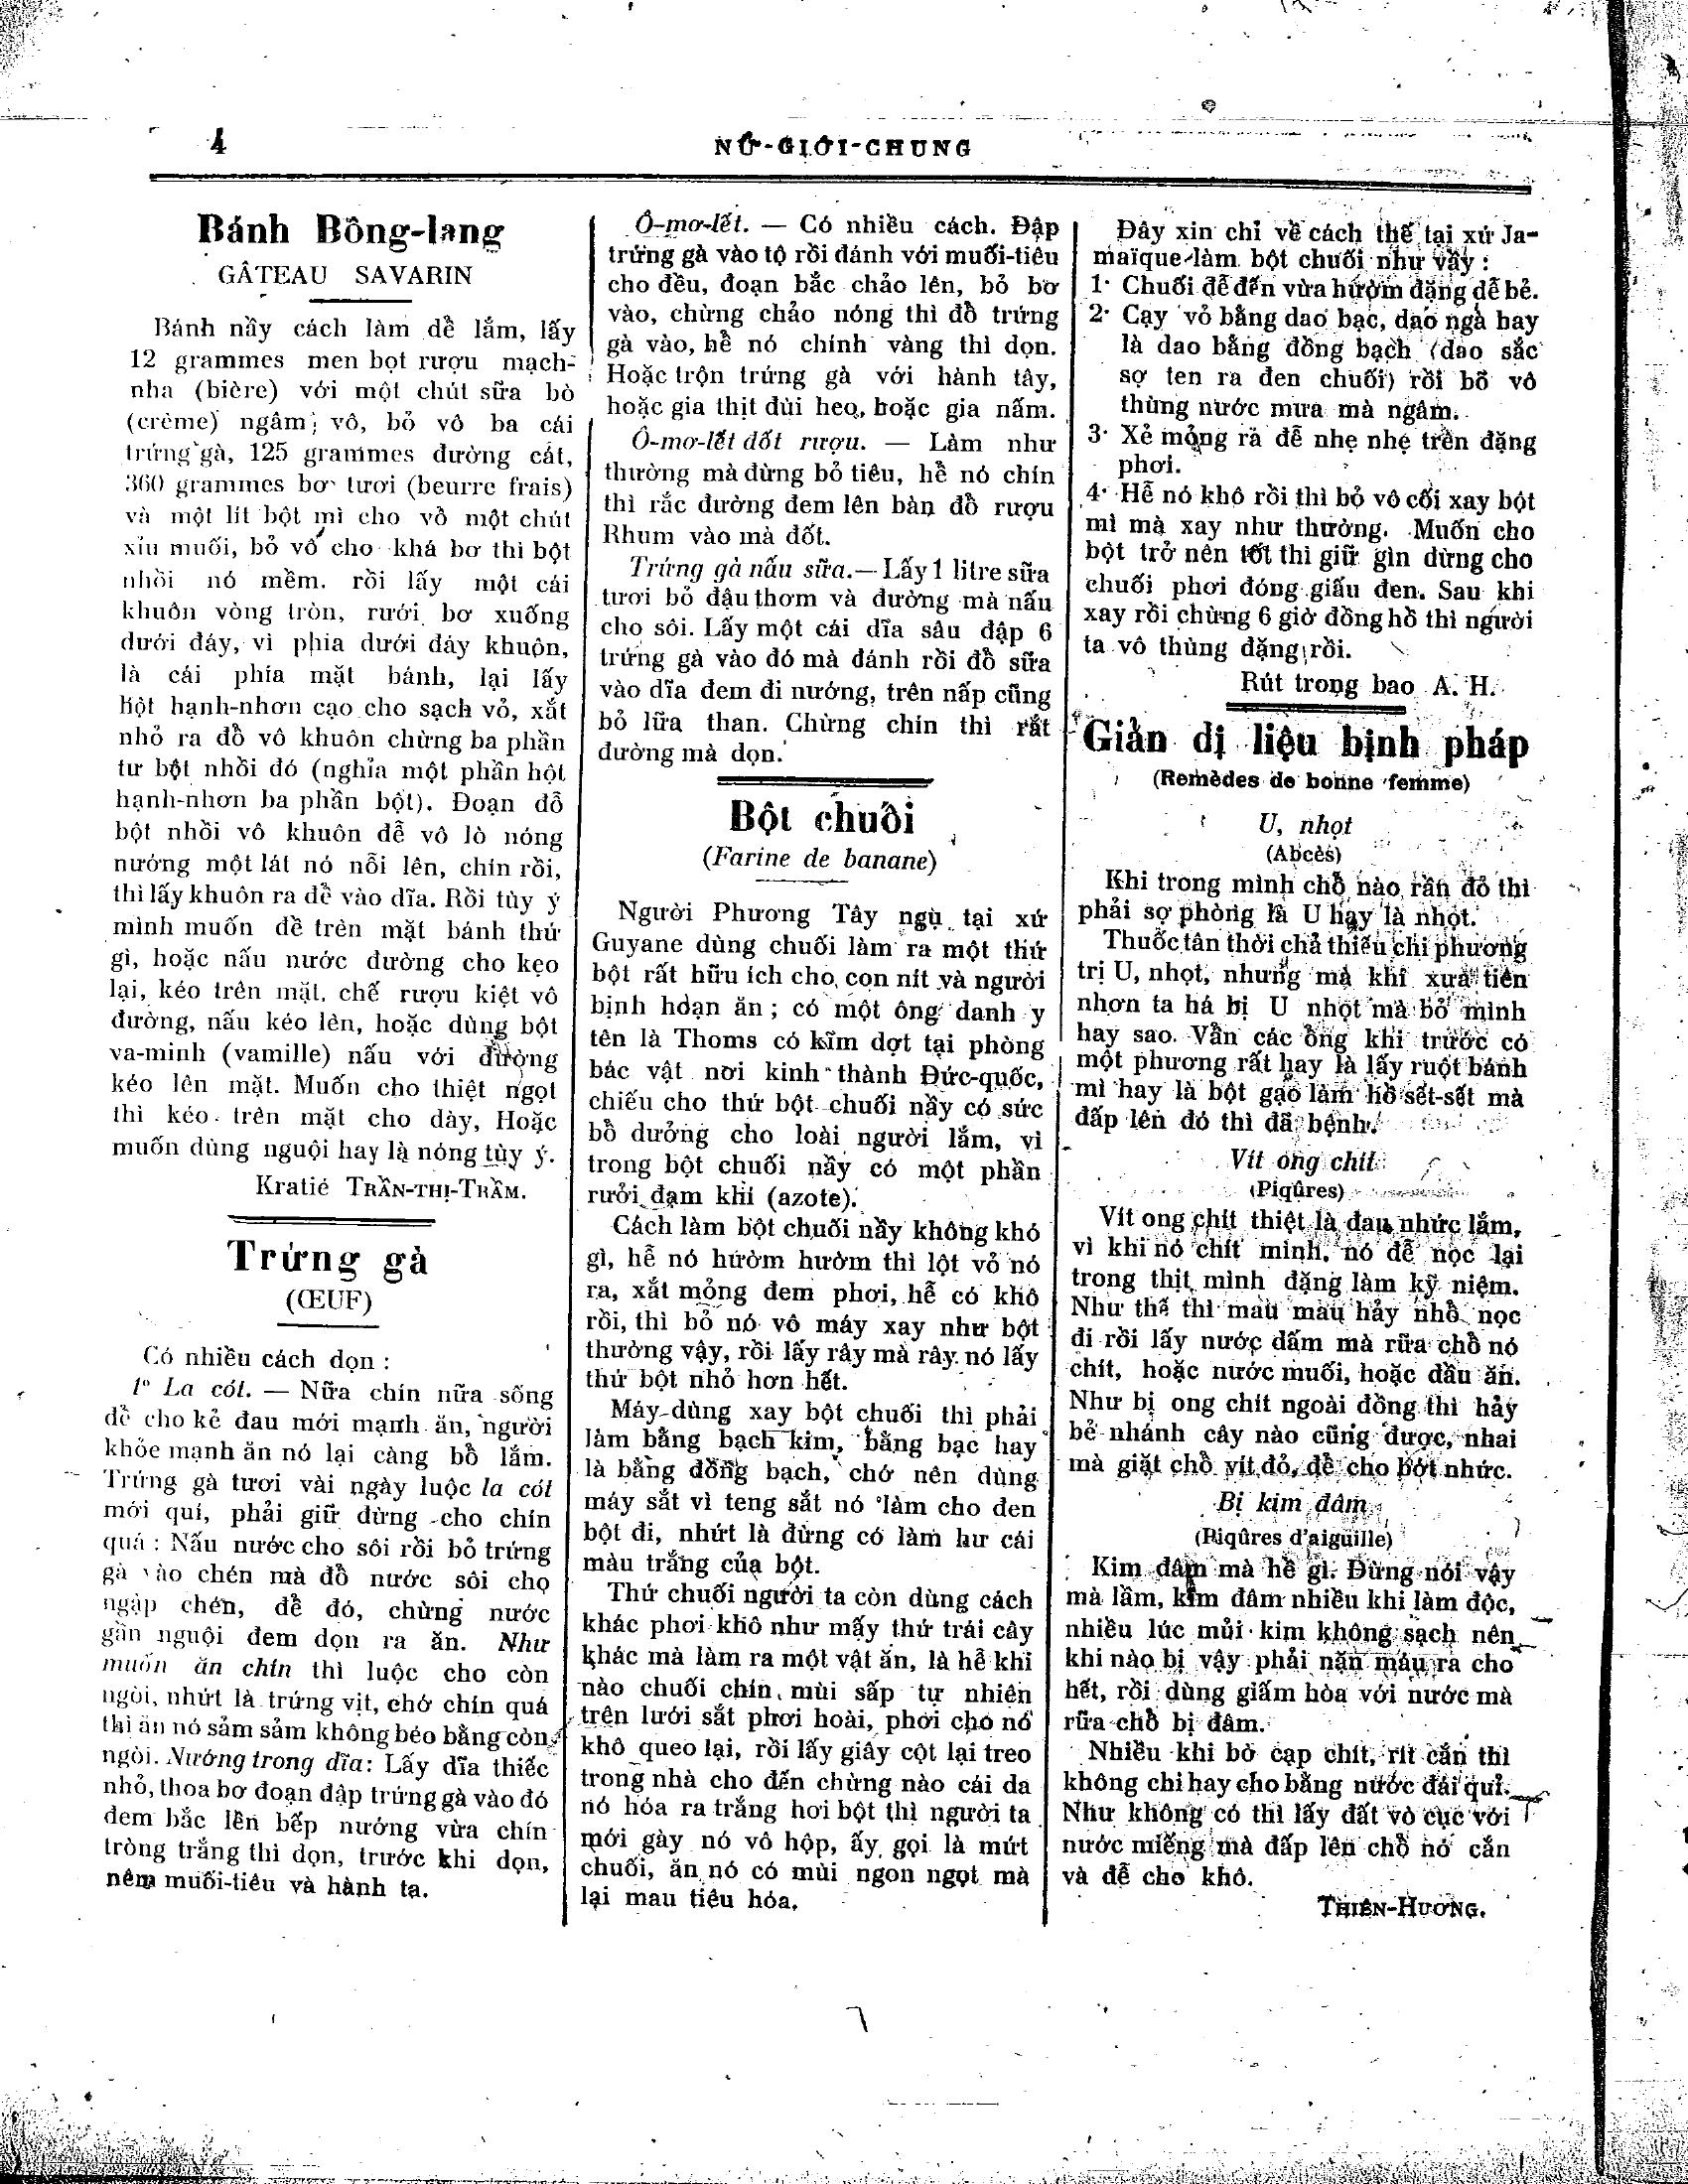 4
NỮ-GIỚI-CHUNG
Bánh Bông-lang
GÂTEAU SAVARIN
Bánh nầy cách làm dễ lắm, lấy
12 grammes men bọt rượu mạch-
nha (bière) với một chút sữa bò
(crème) ngâm vô, bỏ vô ba cái
trứng gà, 125 grammes đường cát,
360 grammes bơ tươi (beurre frais)
và một lít bột mì cho vô một chút
xỉu muối, bỏ vô cho khá bơ thì bột
nhồi nó mềm. rồi lấy một cái
khuôn vòng tròn, rưới bơ xuống
dưới đáy, vì phía dưới đáy khuôn,
là cái phía mặt bánh, lại lấy
hột hạnh-nhơn cạo cho sạch vỏ, xắt
nhỏ ra đồ vô khuôn chừng ba phần
tư bột nhồi đó (nghĩa một phần hột
hạnh-nhơn ba phần bột). Đoạn đỗ
bột nhồi vô khuôn để vô lò nóng
nướng một lát nó nỗi lên, chín rồi,
thì lấy khuôn ra để vào dĩa. Rồi tùy ý
mình muốn để trên mặt bánh thứ
gì, hoặc nấu nước đường cho kẹo
lại, kéo trên mặt, chế rượu kiệt vô
đường, nấu kéo lên, hoặc dùng bột
va-minh (vamille) nấu với đường
kéo lên mặt. Muốn cho thiệt ngọt
thì kéo trên mặt cho dày, Hoặc
muốn dùng nguội hay là nóng tùy ý.
Kratié TRẦN-THỊ-TRẦM.
Trứng gà
(ŒUF)
Có nhiều cách dọn :
1º La cót. — Nữa chín nữa sống
để cho kẻ đau mới mạnh ăn, người
khỏe mạnh ăn nó lại càng bổ lắm.
Trứng gà tươi vài ngày luộc la cót
mới quí, phải giữ đừng cho chín
quá : Nấu nước cho sôi rồi bỏ trứng
gà vào chén mà đổ nước sôi cho
ngập chén, để đó, chừng nước
gần nguội đem dọn ra ăn. Như
muốn ăn chín thì luộc cho còn
ngòi, nhứt là trứng vịt, chớ chín quá
thì ăn nó sảm sảm không béo bằng còn
ngòi. Nướng trong dĩa: Lấy dĩa thiếc
nhỏ, thoa bơ đoạn đập trứng gà vào đó
đem bắc lên bếp nướng vừa chín
tròng trắng thì dọn, trước khi dọn,
nêm muối-tiêu và hành ta.
Ô-mơ-lết. — Có nhiều cách. Đập
trứng gà vào tộ rồi đánh với muối-tiêu
cho đều, đoạn bắc chảo lên, bỏ bơ
vào, chừng chảo nóng thì đổ trứng
gà vào, hễ nó chính vàng thì dọn.
Hoặc trộn trứng gà với hành tây,
hoặc gia thịt đùi heo, hoặc gia nấm.
Ô-mơ-lết đốt rượu. — Làm như
thường mà đừng bỏ tiêu, hễ nó chín
thì rắc đường đem lên bàn đổ rượu
Rhum vào mà đốt.
Trứng gà nấu sữa.— Lấy 1 litre sữa
tươi bỏ đậu thơm và đường mà nấu
cho sôi. Lấy một cái dĩa sâu đập 6
trứng gà vào đó mà đánh rồi đổ sữa
vào dĩa đem đi nướng, trên nấp cũng
bỏ lữa than. Chừng chín thì rắt
đường mà dọn.
Bột chuối
(Farine de banane)
Người Phương Tây ngụ tại xứ
Guyane dùng chuối làm ra một thứ
bột rất hữu ích cho con nít và người
bịnh hoạn ăn ; có một ông danh y
tên là Thoms có kĩm dợt tại phòng
bác vật nơi kinh thành Đức-quốc,
chiếu cho thứ bột chuối nầy có sức
bồ dưởng cho loài người lắm, vì
trong bột chuối nầy có một phần
rưỡi đạm khí (azote).
Cách làm bột chuối nầy không khó
gì, hễ nó hườm hườm thì lột vỏ nó
ra, xắt mỏng đem phơi, hễ có khô
rồi, thì bỏ nó vô máy xay như bột
thường vậy, rồi lấy rây mà rây nó lấy
thứ bột nhỏ hơn hết.
Máy dùng xay bột chuối thì phải
làm bằng bạch kim, bằng bạc hay
là bằng đồng bạch, chớ nên dùng
máy sắt vì teng sắt nó làm cho đen
bột đi, nhứt là đừng có làm hư cái
màu trắng của bột.
Thứ chuối người ta còn dùng cách
khác phơi khô như mấy thứ trái cây
khác mà làm ra một vật ăn, là hễ khi
nào chuối chín mùi sấp tự nhiên
trên lưới sắt phơi hoài, phơi cho nó
khô queo lại, rồi lấy giây cột lại treo
trong nhà cho đến chừng nào cái da
nó hóa ra trắng hơi bột thì người ta
mới gày nó vô hộp, ấy gọi là mứt
chuối, ăn nó có mùi ngon ngọt mà
lại mau tiêu hóa.
Đây xin chỉ về cách thế tại xứ Ja-
maïque làm bột chuối như vầy :
1· Chuối để đến vừa hườm đặng dễ bẻ.
2· Cạy vỏ bằng dao bạc, dao ngà hay
là dao bằng đồng bạch (dao sắc
sợ ten ra đen chuối) rồi bỏ vô
thùng nước mưa mà ngâm.
3· Xẻ mỏng rà để nhẹ nhẹ trên đặng
phơi.
4· Hễ nó khô rồi thì bỏ vô cối xay bột
mì mà xay như thường. Muốn cho
bột trở nên tốt thì giữ gìn đừng cho
chuối phơi đóng giấu đen. Sau khi
xay rồi chừng 6 giờ đồng hồ thì người
ta vô thùng đặng rồi.
Rút trong bao A. H.
Giản dị liệu bịnh pháp
(Remèdes de bonne femme)
U, nhọt
(Abcès)
Khi trong mình chỗ nào rần đỏ thì
phải sợ phòng là U hay là nhọt.
Thuốc tân thời chả thiếu chi phương
trị U, nhọt, nhưng mà khi xưa tiên
nhơn ta há bị U nhọt mà bỏ mình
hay sao. Vẫn các ông khi trước có
một phương rất hay là lấy ruột bánh
mì hay là bột gạo làm hồ sết-sết mà
đấp lên đó thì đã bệnh.
Vít ong chít
(Piqûres)
Vít ong chít thiệt là đau nhức lắm,
vì khi nó chít mình, nó để nọc lại
trong thịt mình đặng làm kỹ niệm.
Như thế thì mau mau hảy nhổ nọc
đi rồi lấy nước dấm mà rữa chỗ nó
chít, hoặc nước muối, hoặc dầu ăn.
Như bị ong chít ngoài đồng thì hảy
bẻ nhánh cây nào cũng được, nhai
mà giặt chỗ vít đó, để cho bớt nhức.
Bị kim đâm
(Piqûres d'aiguille)
Kim đâm mà hề gì. Đừng nói vậy
mà lầm, kim đâm nhiều khi làm độc,
nhiều lúc mủi kim không sạch nên
khi nào bị vậy phải nặn máu ra cho
hết, rồi dùng giấm hòa với nước mà
rữa chỗ bị đâm.
Nhiều khi bò cạp chít, rít cắn thì
không chi hay cho bằng nước đái quỉ.
Như không có thì lấy đất vò cục với
nước miếng mà đấp lên chỗ nó cắn
và để cho khô.
THIÊN-HƯƠNG.